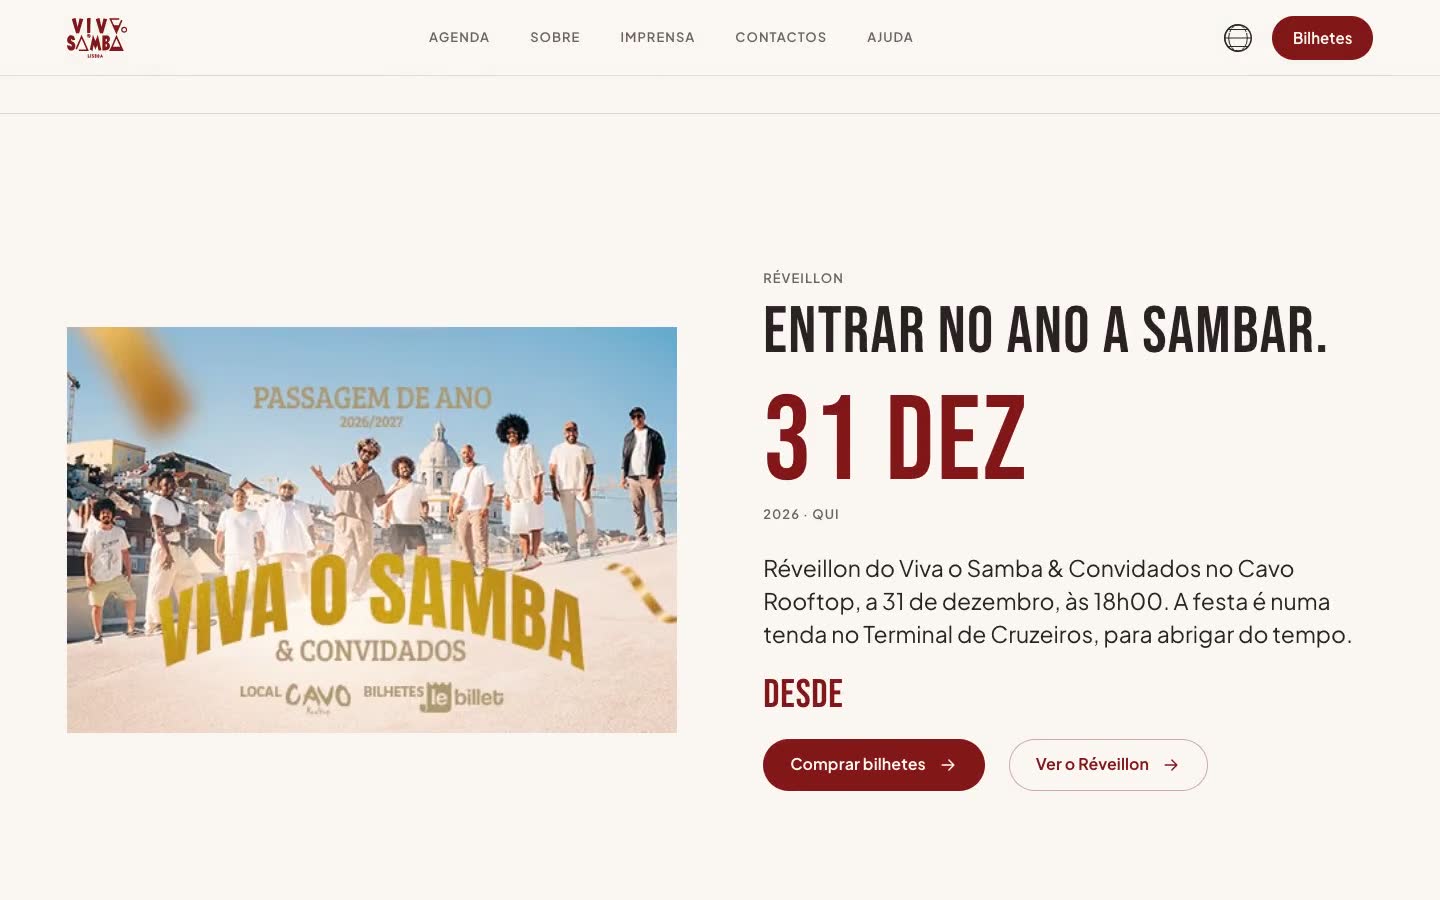 VIVA
O
SAMBA
LISBOA
AGENDA
SOBRE
IMPRENSA
CONTACTOS
AJUDA
Bilhetes
PASSAGEM DE ANO
2026/2027
VIVA O SAMBA
& CONVIDADOS
LOCAL CAVO Rooftop BILHETES le billet
RÉVEILLON
ENTRAR NO ANO A SAMBAR.
31 DEZ
2026 · QUI
Réveillon do Viva o Samba & Convidados no Cavo
Rooftop, a 31 de dezembro, às 18h00. A festa é numa
tenda no Terminal de Cruzeiros, para abrigar do tempo.
DESDE
Comprar bilhetes →
Ver o Réveillon →